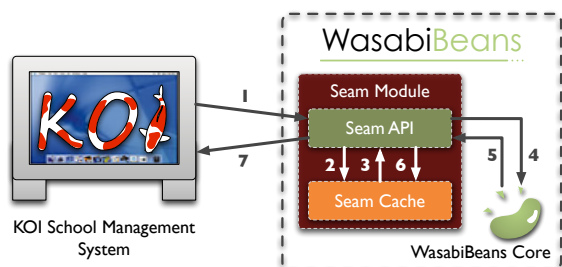 WasabiBeans
Seam Module
KOI
1
Seam API
7
2
3
6
5
4
Seam Cache
KOI School Management
System
WasabiBeans Core